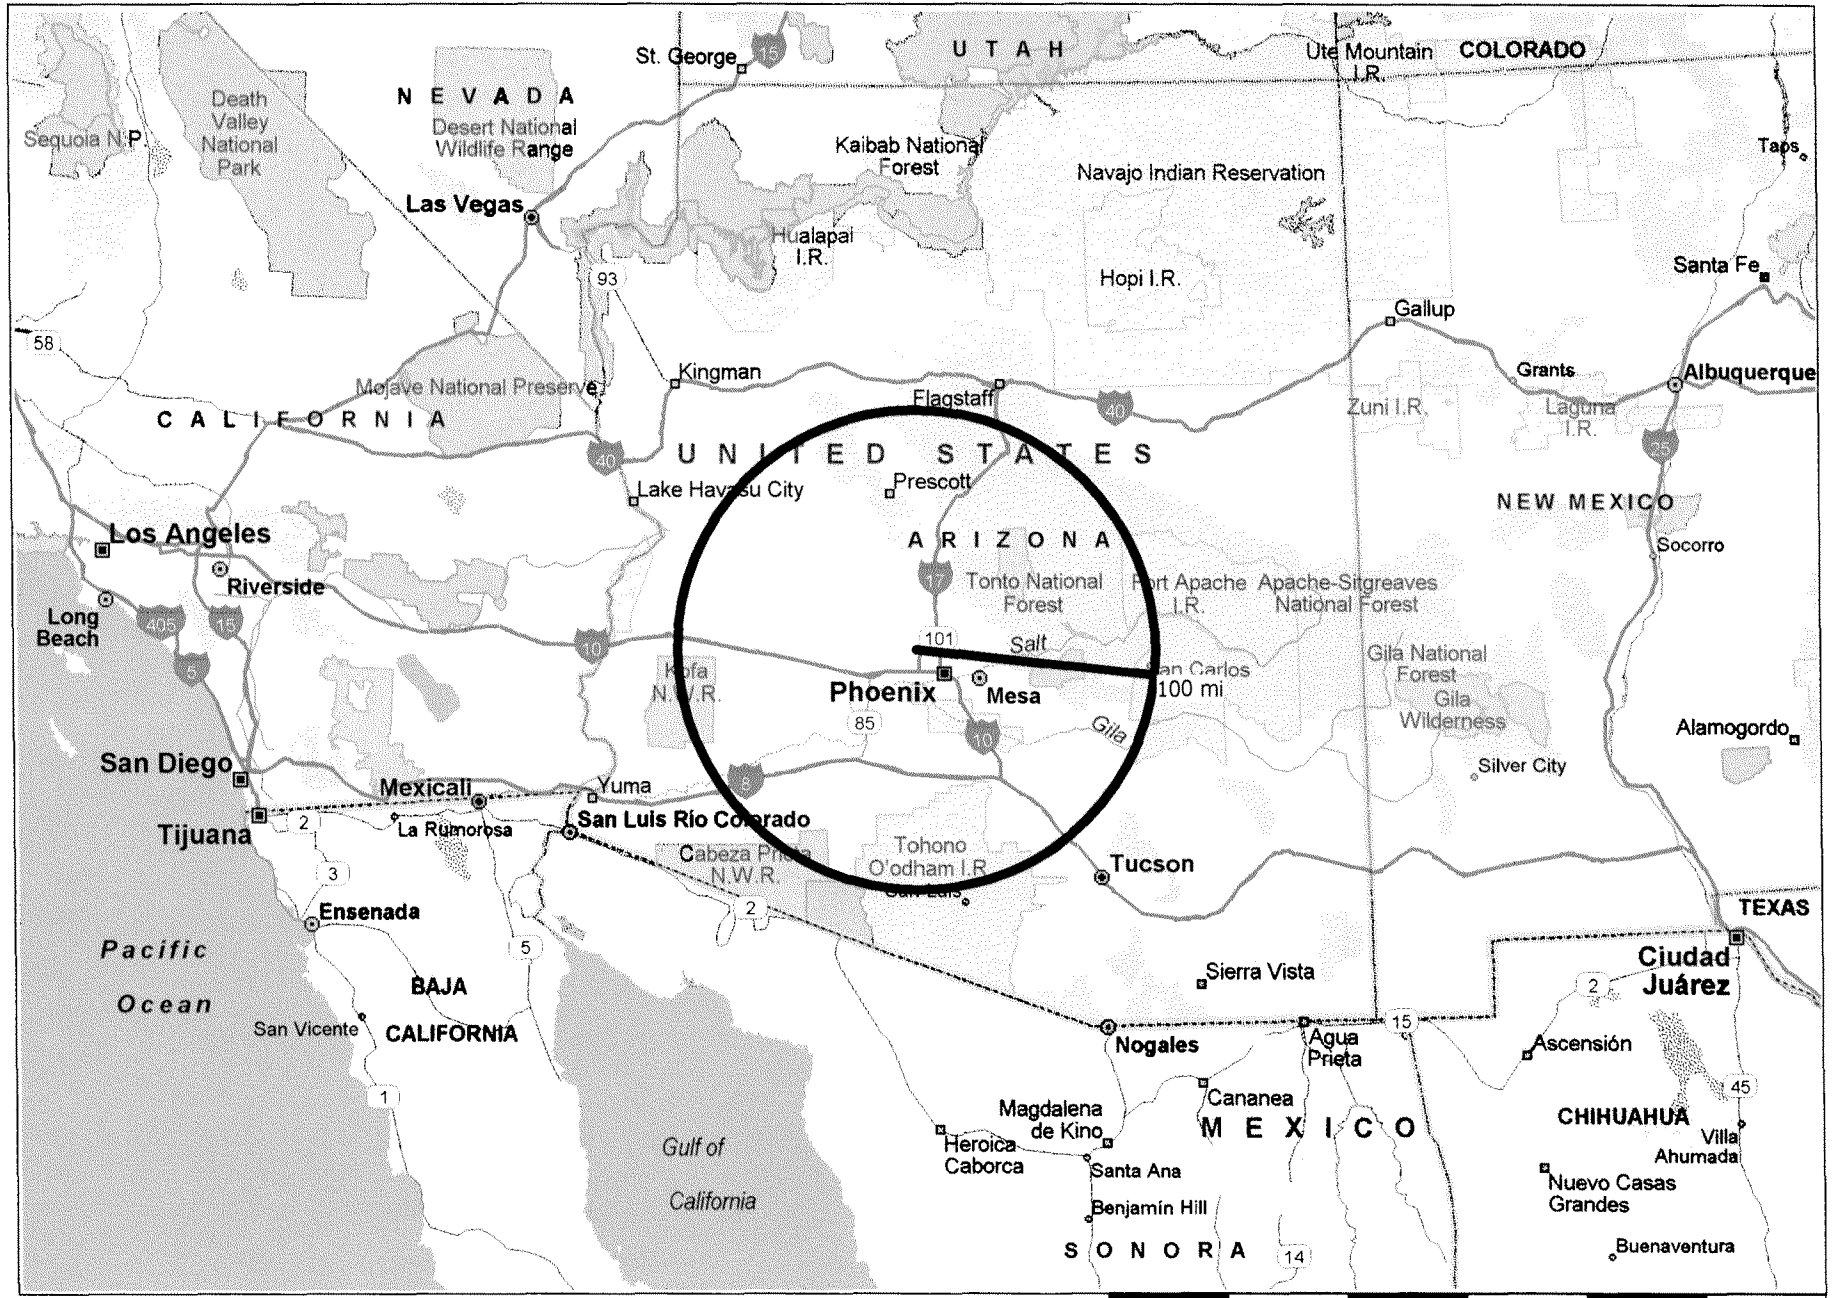 St. George
15
U T A H
Ute Mountain
I.R.
COLORADO
N E V A D A
Death
Valley
National
Park
Sequoia N.P.
Desert National
Wildlife Range
Kaibab National
Forest
Navajo Indian Reservation
Taos
Las Vegas
Hualapai
I.R.
Hopi I.R.
Santa Fe
93
Gallup
58
Kingman
Grants
Albuquerque
Mojave National Preserve
Flagstaff
40
Zuni I.R.
Laguna
I.R.
C A L I F O R N I A
25
40
U N I T E D S T A T E S
Lake Havasu City
Prescott
NEW MEXICO
Los Angeles
A R I Z O N A
Socorro
Riverside
17
Tonto National
Forest
Fort Apache
I.R.
Apache-Sitgreaves
National Forest
Long
Beach
405
15
10
101
Salt
5
Kofa
N.W.R.
San Carlos
Gila National
Forest
Phoenix
Mesa
100 mi
Gila
Wilderness
85
10
Gila
Alamogordo
San Diego
Silver City
Mexicali
Yuma
8
2
La Rumorosa
San Luis Río Colorado
Tijuana
Cabeza Prieta
N.W.R.
Tohono
O'odham I.R.
Tucson
3
San Luis
2
TEXAS
Ensenada
Pacific
Ocean
5
Ciudad
Juárez
BAJA
CALIFORNIA
Sierra Vista
2
San Vicente
15
Nogales
Agua
Prieta
Ascensión
1
45
Cananea
Magdalena
de Kino
M E X I C O
CHIHUAHUA
Villa
Ahumada
Gulf of
California
Heroica
Caborca
Santa Ana
Nuevo Casas
Grandes
Benjamín Hill
S O N O R A
14
Buenaventura